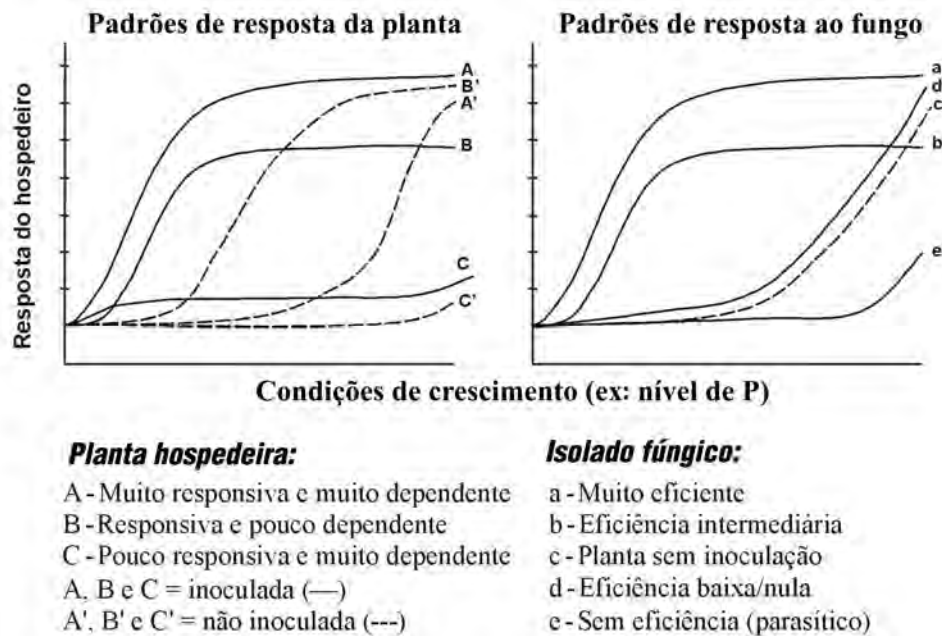 Padrões de resposta da planta
Padrões de resposta ao fungo
Resposta do hospedeiro
A
B'
A'
B
C
C'
a
d
c
b
e
Condições de crescimento (ex: nível de P)
Planta hospedeira:
A - Muito responsiva e muito dependente
B - Responsiva e pouco dependente
C - Pouco responsiva e muito dependente
A, B e C = inoculada (—)
A', B' e C' = não inoculada (---)
Isolado fúngico:
a - Muito eficiente
b - Eficiência intermediária
c - Planta sem inoculação
d - Eficiência baixa/nula
e - Sem eficiência (parasítico)